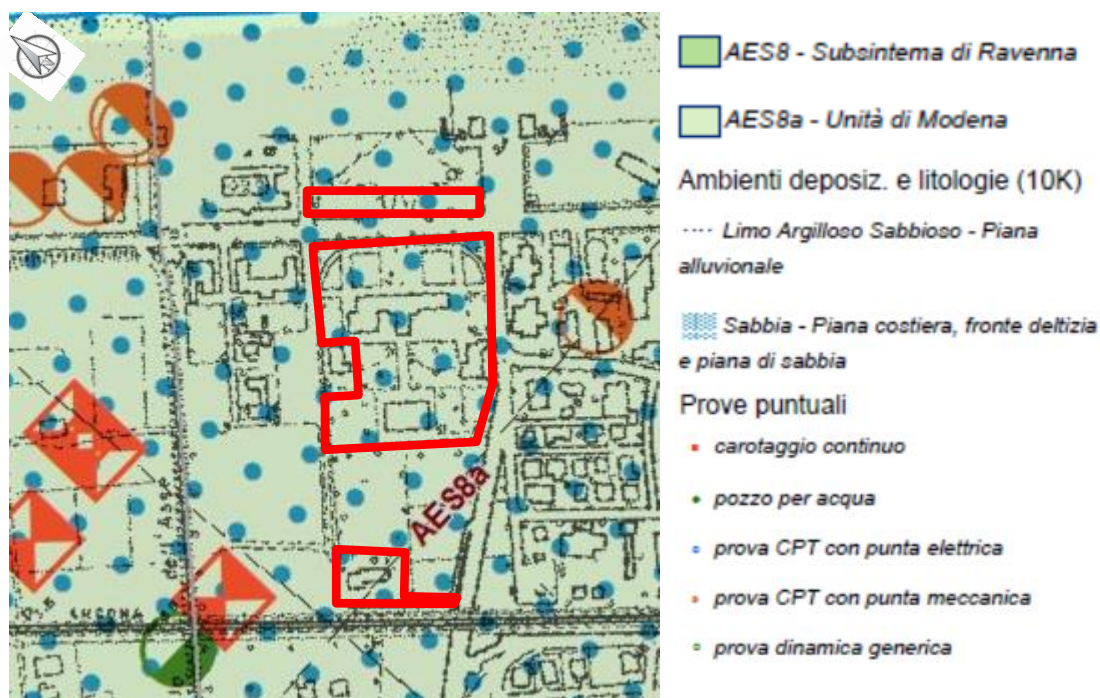 AES8a
AES8 - Subsintema di Ravenna
AES8a - Unità di Modena
Ambienti deposiz. e litologie (10K)
Limo Argilloso Sabbioso - Piana
alluvionale
Sabbia - Piana costiera, fronte deltizia
e piana di sabbia
Prove puntuali
carotaggio continuo
pozzo per acqua
prova CPT con punta elettrica
prova CPT con punta meccanica
prova dinamica generica